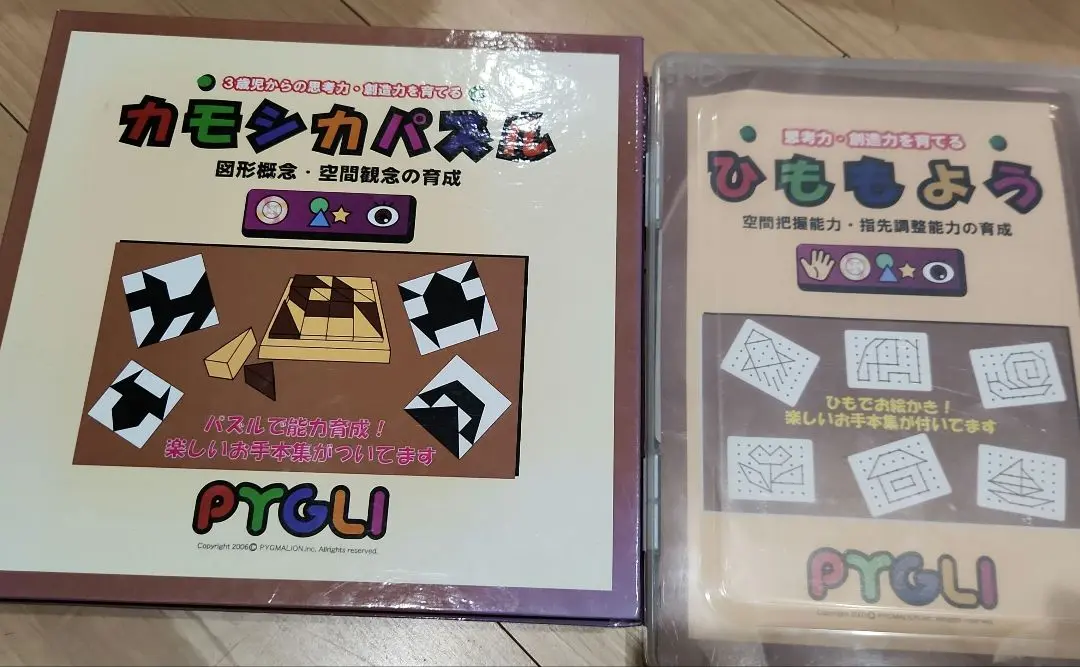 3歳児からの思考力・創造力を育てる
カモシカパズル
図形概念・空間観念の育成
パズルで能力育成！
楽しいお手本集がついてます
PYGLI
Copyright 2006© PYGMALION.Inc. Allrights reserved.
思考力・創造力を育てる
ひももよう
空間把握能力・指先調整能力の育成
ひもでお絵かき！
楽しいお手本集が付いてます
PYGLI